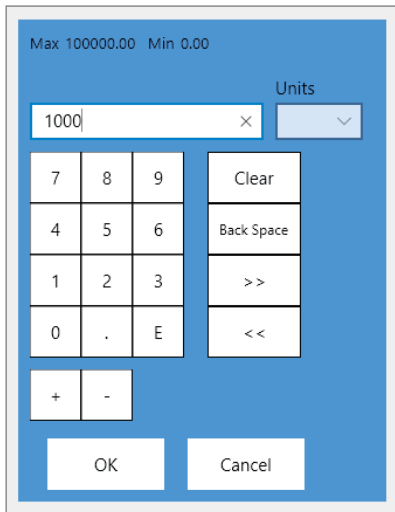 Max 100000.00 Min 0.00
Units
1000
7 8 9 Clear
4 5 6 Back Space
1 2 3 >>
0 . E <<
+ -
OK Cancel